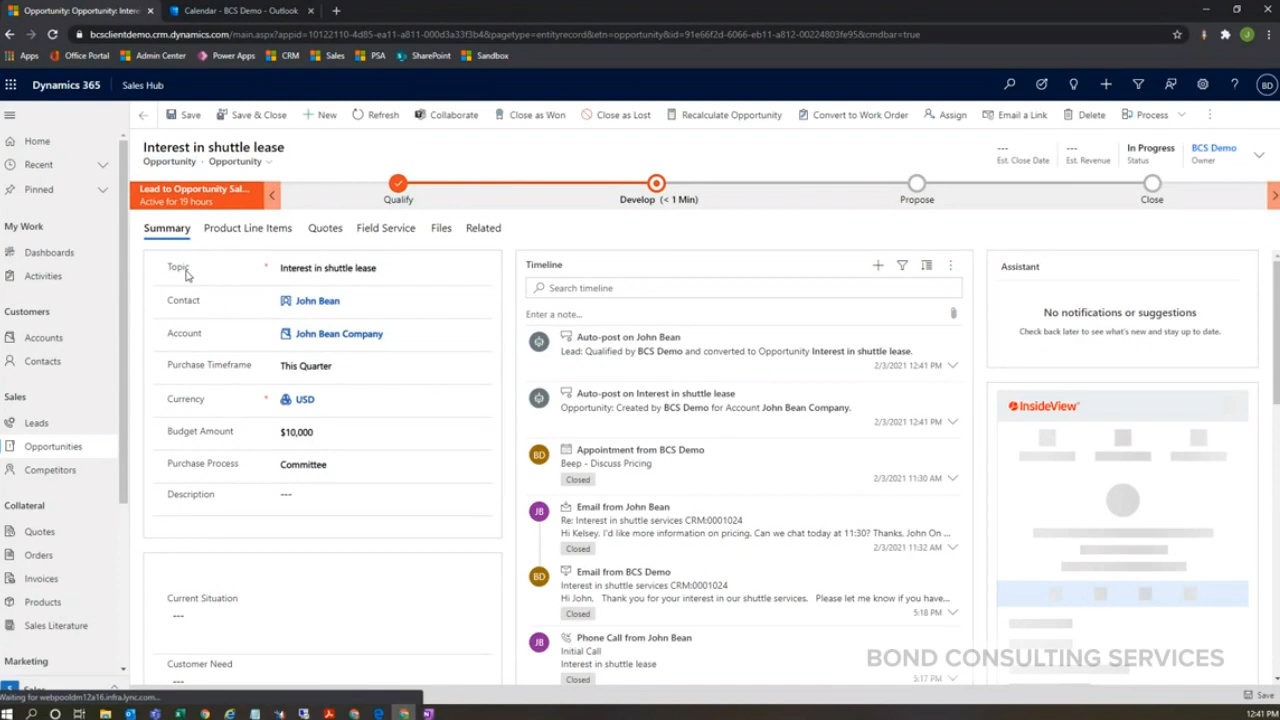 Opportunity: Opportunity: Intere
Calendar - BCS Demo - Outlook
bcsclientdemo.crm.dynamics.com/main.aspx?appid=10122110-4d85-ea11-a811-000d3a33f3b4&pagetype=entityrecord&etn=opportunity&id=91e66f2d-6066-eb11-a812-00224803fe95&cmdbar=true
Apps Office Portal Admin Center Power Apps CRM Sales PSA SharePoint Sandbox
Dynamics 365 Sales Hub BD
Save Save & Close New Refresh Collaborate Close as Won Close as Lost Recalculate Opportunity Convert to Work Order Assign Email a Link Delete Process
Home
Recent
Pinned
My Work
Dashboards
Activities
Customers
Accounts
Contacts
Sales
Leads
Opportunities
Competitors
Collateral
Quotes
Orders
Invoices
Products
Sales Literature
Marketing
Sales
Interest in shuttle lease
Opportunity · Opportunity
---
Est. Close Date
---
Est. Revenue
In Progress
Status
BCS Demo
Owner
Lead to Opportunity Sal...
Active for 19 hours
Qualify
Develop (< 1 Min)
Propose
Close
Summary Product Line Items Quotes Field Service Files Related
Topic * Interest in shuttle lease
Contact John Bean
Account John Bean Company
Purchase Timeframe This Quarter
Currency * USD
Budget Amount $10,000
Purchase Process Committee
Description ---
Current Situation
---
Customer Need
---
Timeline
Search timeline
Enter a note...
Auto-post on John Bean
Lead: Qualified by BCS Demo and converted to Opportunity Interest in shuttle lease.
2/3/2021 12:41 PM
Auto-post on Interest in shuttle lease
Opportunity: Created by BCS Demo for Account John Bean Company.
2/3/2021 12:41 PM
BD Appointment from BCS Demo
Beep - Discuss Pricing
2/3/2021 11:30 AM
Closed
JB Email from John Bean
Re: Interest in shuttle services CRM:0001024
Hi Kelsey. I'd like more information on pricing. Can we chat today at 11:30? Thanks, John On ...
Closed 2/3/2021 11:32 AM
BD Email from BCS Demo
Interest in shuttle services CRM:0001024
Hi John. Thank you for your interest in our shuttle services. Please let me know if you have...
Closed 5:18 PM
JB Phone Call from John Bean
Initial Call
Interest in shuttle lease
Closed 5:17 PM
Assistant
No notifications or suggestions
Check back later to see what's new and stay up to date.
InsideView
BOND CONSULTING SERVICES
Save
Waiting for webpooldm12a16.infra.lync.com...
12:41 PM